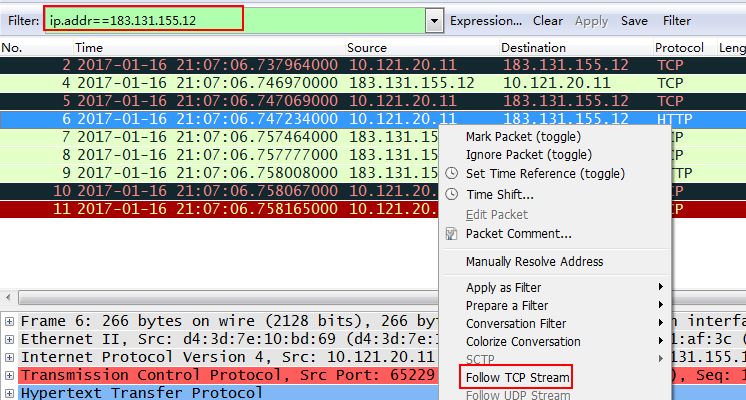 Filter: ip.addr==183.131.155.12 Expression... Clear Apply Save Filter
No. Time Source Destination Protocol Leng
2 2017-01-16 21:07:06.737964000 10.121.20.11 183.131.155.12 TCP
4 2017-01-16 21:07:06.746970000 183.131.155.12 10.121.20.11 TCP
5 2017-01-16 21:07:06.747069000 10.121.20.11 183.131.155.12 TCP
6 2017-01-16 21:07:06.747234000 10.121.20.11 183.131.155.12 HTTP
7 2017-01-16 21:07:06.757464000 183.131.15 CP
8 2017-01-16 21:07:06.757777000 183.131.15 CP
9 2017-01-16 21:07:06.758008000 183.131.15 TTP
10 2017-01-16 21:07:06.758067000 10.121.20. CP
11 2017-01-16 21:07:06.758165000 10.121.20. CP
Mark Packet (toggle)
Ignore Packet (toggle)
Set Time Reference (toggle)
Time Shift...
Edit Packet
Packet Comment...
Manually Resolve Address
Apply as Filter
Prepare a Filter
Conversation Filter
Colorize Conversation
SCTP
Follow TCP Stream
Follow UDP Stream
Frame 6: 266 bytes on wire (2128 bits), 266 byte n interfa
Ethernet II, Src: d4:3d:7e:10:bd:69 (d4:3d:7e:1 1:af:3c (
Internet Protocol Version 4, Src: 10.121.20.11 131.155.1
Transmission Control Protocol, Src Port: 65229 ), Seq: 1
Hypertext Transfer Protocol